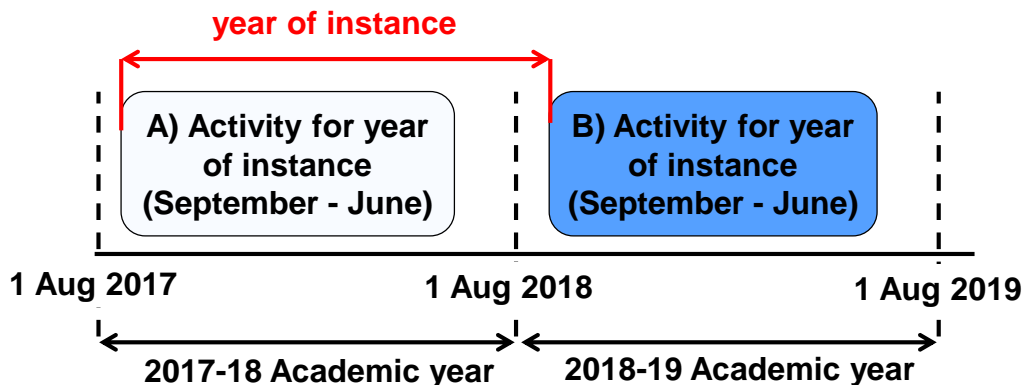 year of instance
A) Activity for year
of instance
(September - June)
B) Activity for year
of instance
(September - June)
1 Aug 2017
1 Aug 2018
1 Aug 2019
2017-18 Academic year
2018-19 Academic year